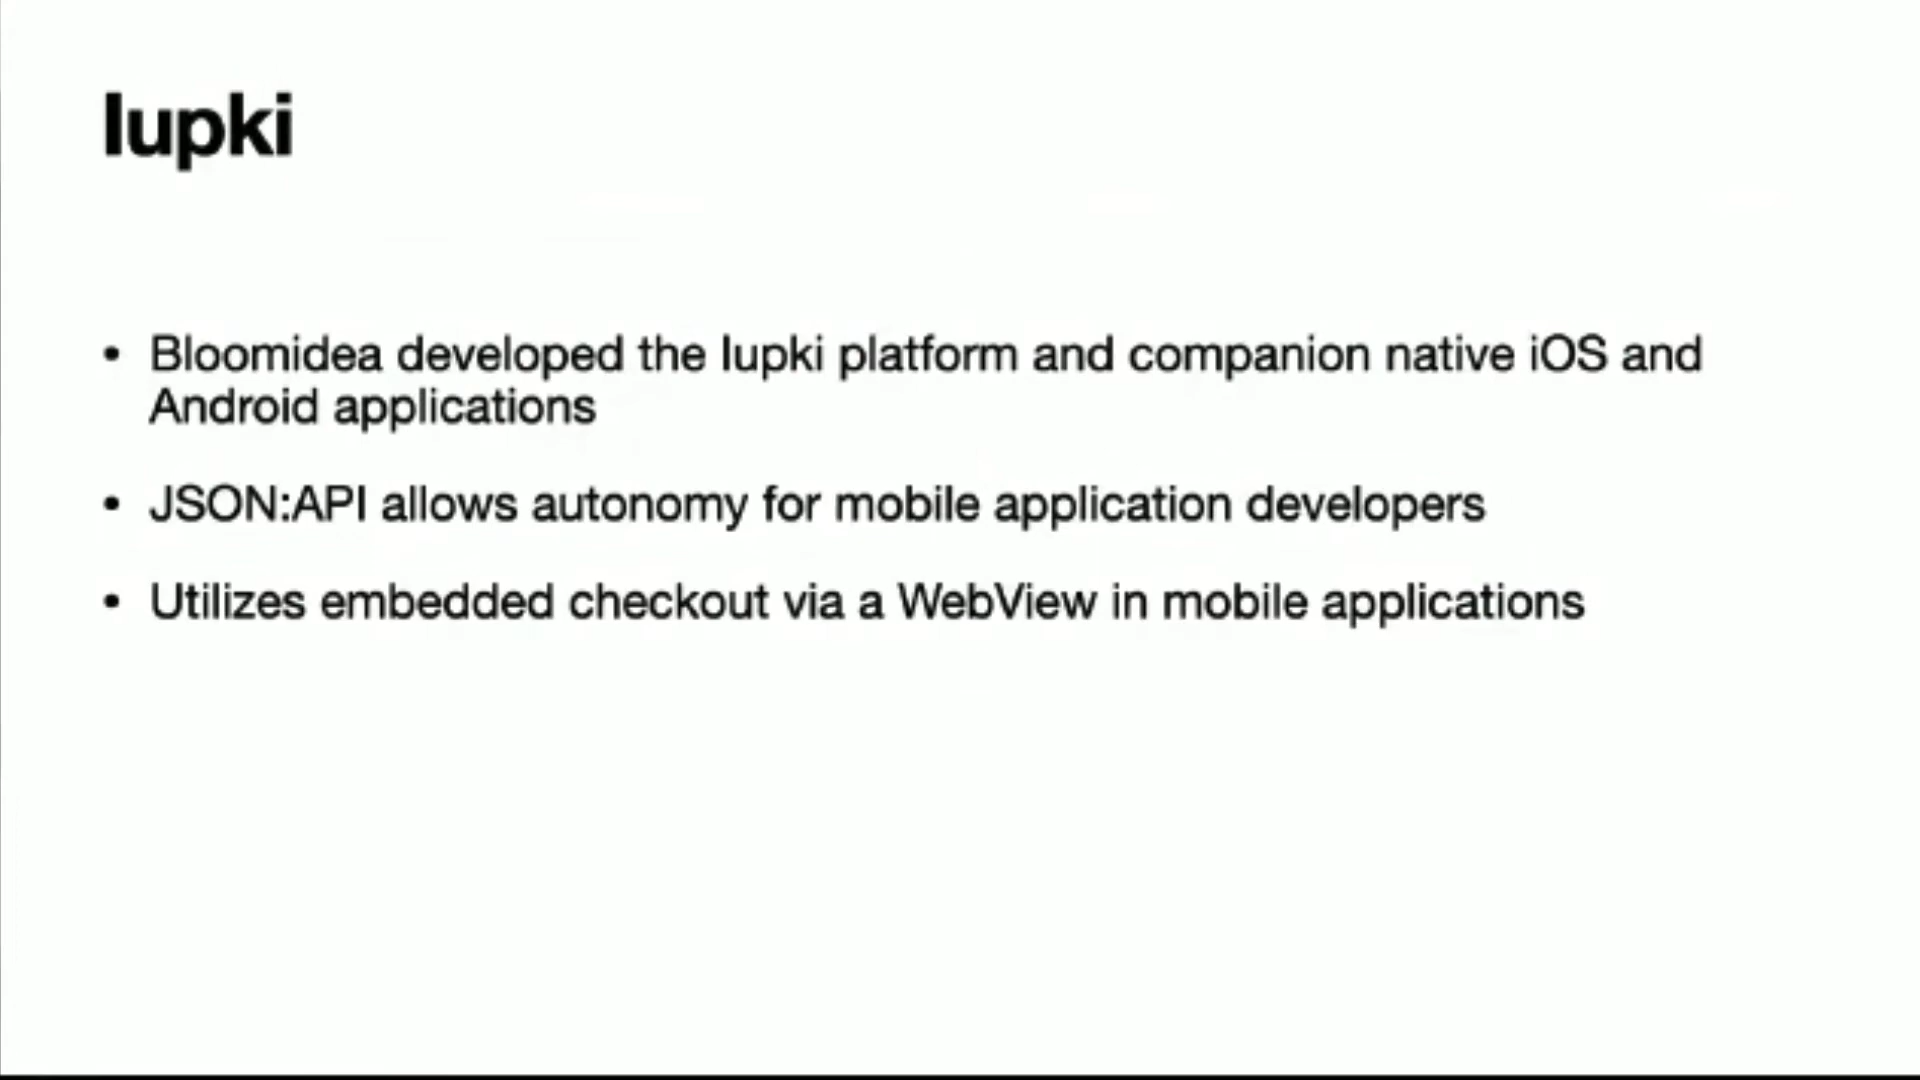 Iupki
• Bloomidea developed the Iupki platform and companion native iOS and
Android applications
• JSON:API allows autonomy for mobile application developers
• Utilizes embedded checkout via a WebView in mobile applications